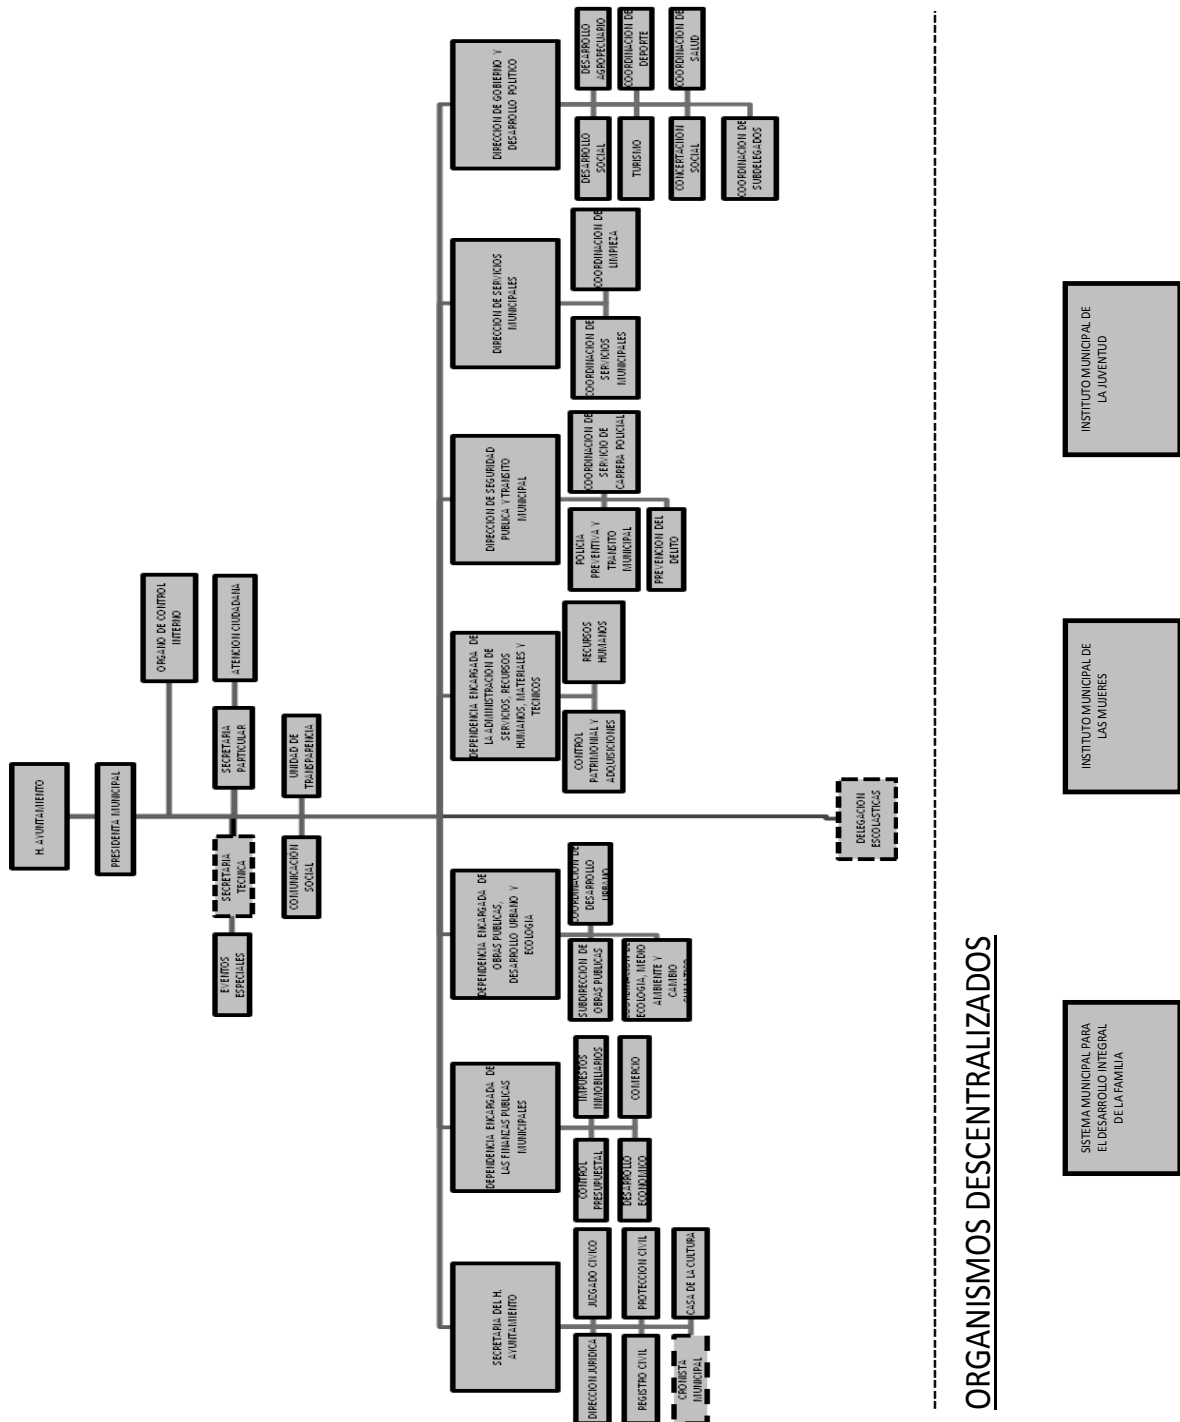 H. AYUNTAMIENTO
PRESIDENTA MUNICIPAL
ORGANO DE CONTROL
INTERNO
EVENTOS
ESPECIALES
SECRETARIA
TECNICA
SECRETARIA
PARTICULAR
ATENCION CIUDADANA
COMUNICACION
SOCIAL
UNIDAD DE
TRANSPARENCIA
SECRETARIA DEL H.
AYUNTAMIENTO
DIRECCION JURIDICA
JUZGADO CIVICO
REGISTRO CIVIL
PROTECCION CIVIL
CRONISTA
MUNICIPAL
CASA DE LA CULTURA
DEPENDENCIA ENCARGADA DE
LAS FINANZAS PUBLICAS
MUNICIPALES
CONTROL
PRESUPUESTAL
IMPUESTOS
INMOBILIARIOS
DESARROLLO
ECONOMICO
COMERCIO
DEPENDENCIA ENCARGADA DE
OBRAS PUBLICAS,
DESARROLLO URBANO Y
ECOLOGIA
SUBDIRECCION DE
OBRAS PUBLICAS
COORDINACION DE
DESARROLLO
URBANO
COORDINACION DE
ECOLOGIA, MEDIO
AMBIENTE Y
CAMBIO
DEPENDENCIA ENCARGADA DE
LA ADMINISTRACION DE
SERVICIOS, RECURSOS
HUMANOS, MATERIALES Y
TECNICOS
CONTROL
PATRIMONIAL Y
ADQUISICIONES
RECURSOS
HUMANOS
DIRECCION DE SEGURIDAD
PUBLICA Y TRANSITO
MUNICIPAL
POLICIA
PREVENTIVA Y
TRANSITO
MUNICIPAL
COORDINACION DE
SERVICIO DE
CARRERA POLICIAL
PREVENCION DEL
DELITO
DIRECCION DE SERVICIOS
MUNICIPALES
COORDINACION DE
SERVICIOS
MUNICIPALES
COORDINACION DE
LIMPIEZA
DIRECCION DE GOBIERNO Y
DESARROLLO POLITICO
DESARROLLO
SOCIAL
DESARROLLO
AGROPECUARIO
TURISMO
COORDINACION DE
DEPORTE
CONCERTACIION
SOCIAL
COORDINACION DE
SALUD
COORDINACION DE
SUBDELEGADOS
DELEGACION
ESCOLASTICAS
ORGANISMOS DESCENTRALIZADOS
SISTEMA MUNICIPAL PARA
EL DESARROLLO INTEGRAL
DE LA FAMILIA
INSTITUTO MUNICIPAL DE
LAS MUJERES
INSTITUTO MUNICIPAL DE
LA JUVENTUD